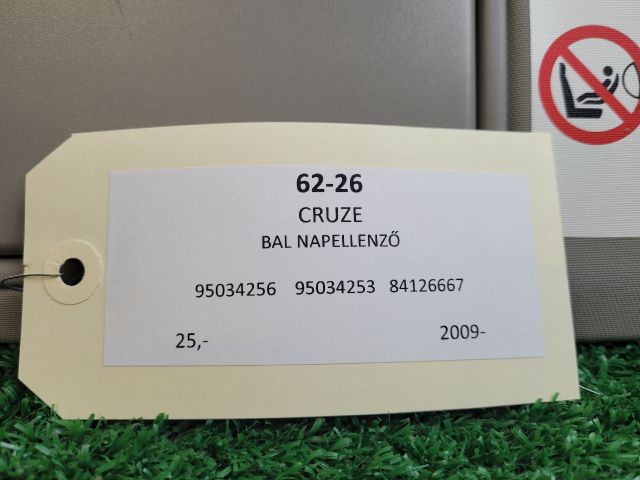 62-26
CRUZE
BAL NAPELLENZŐ
95034256 95034253 84126667
25,- 2009-